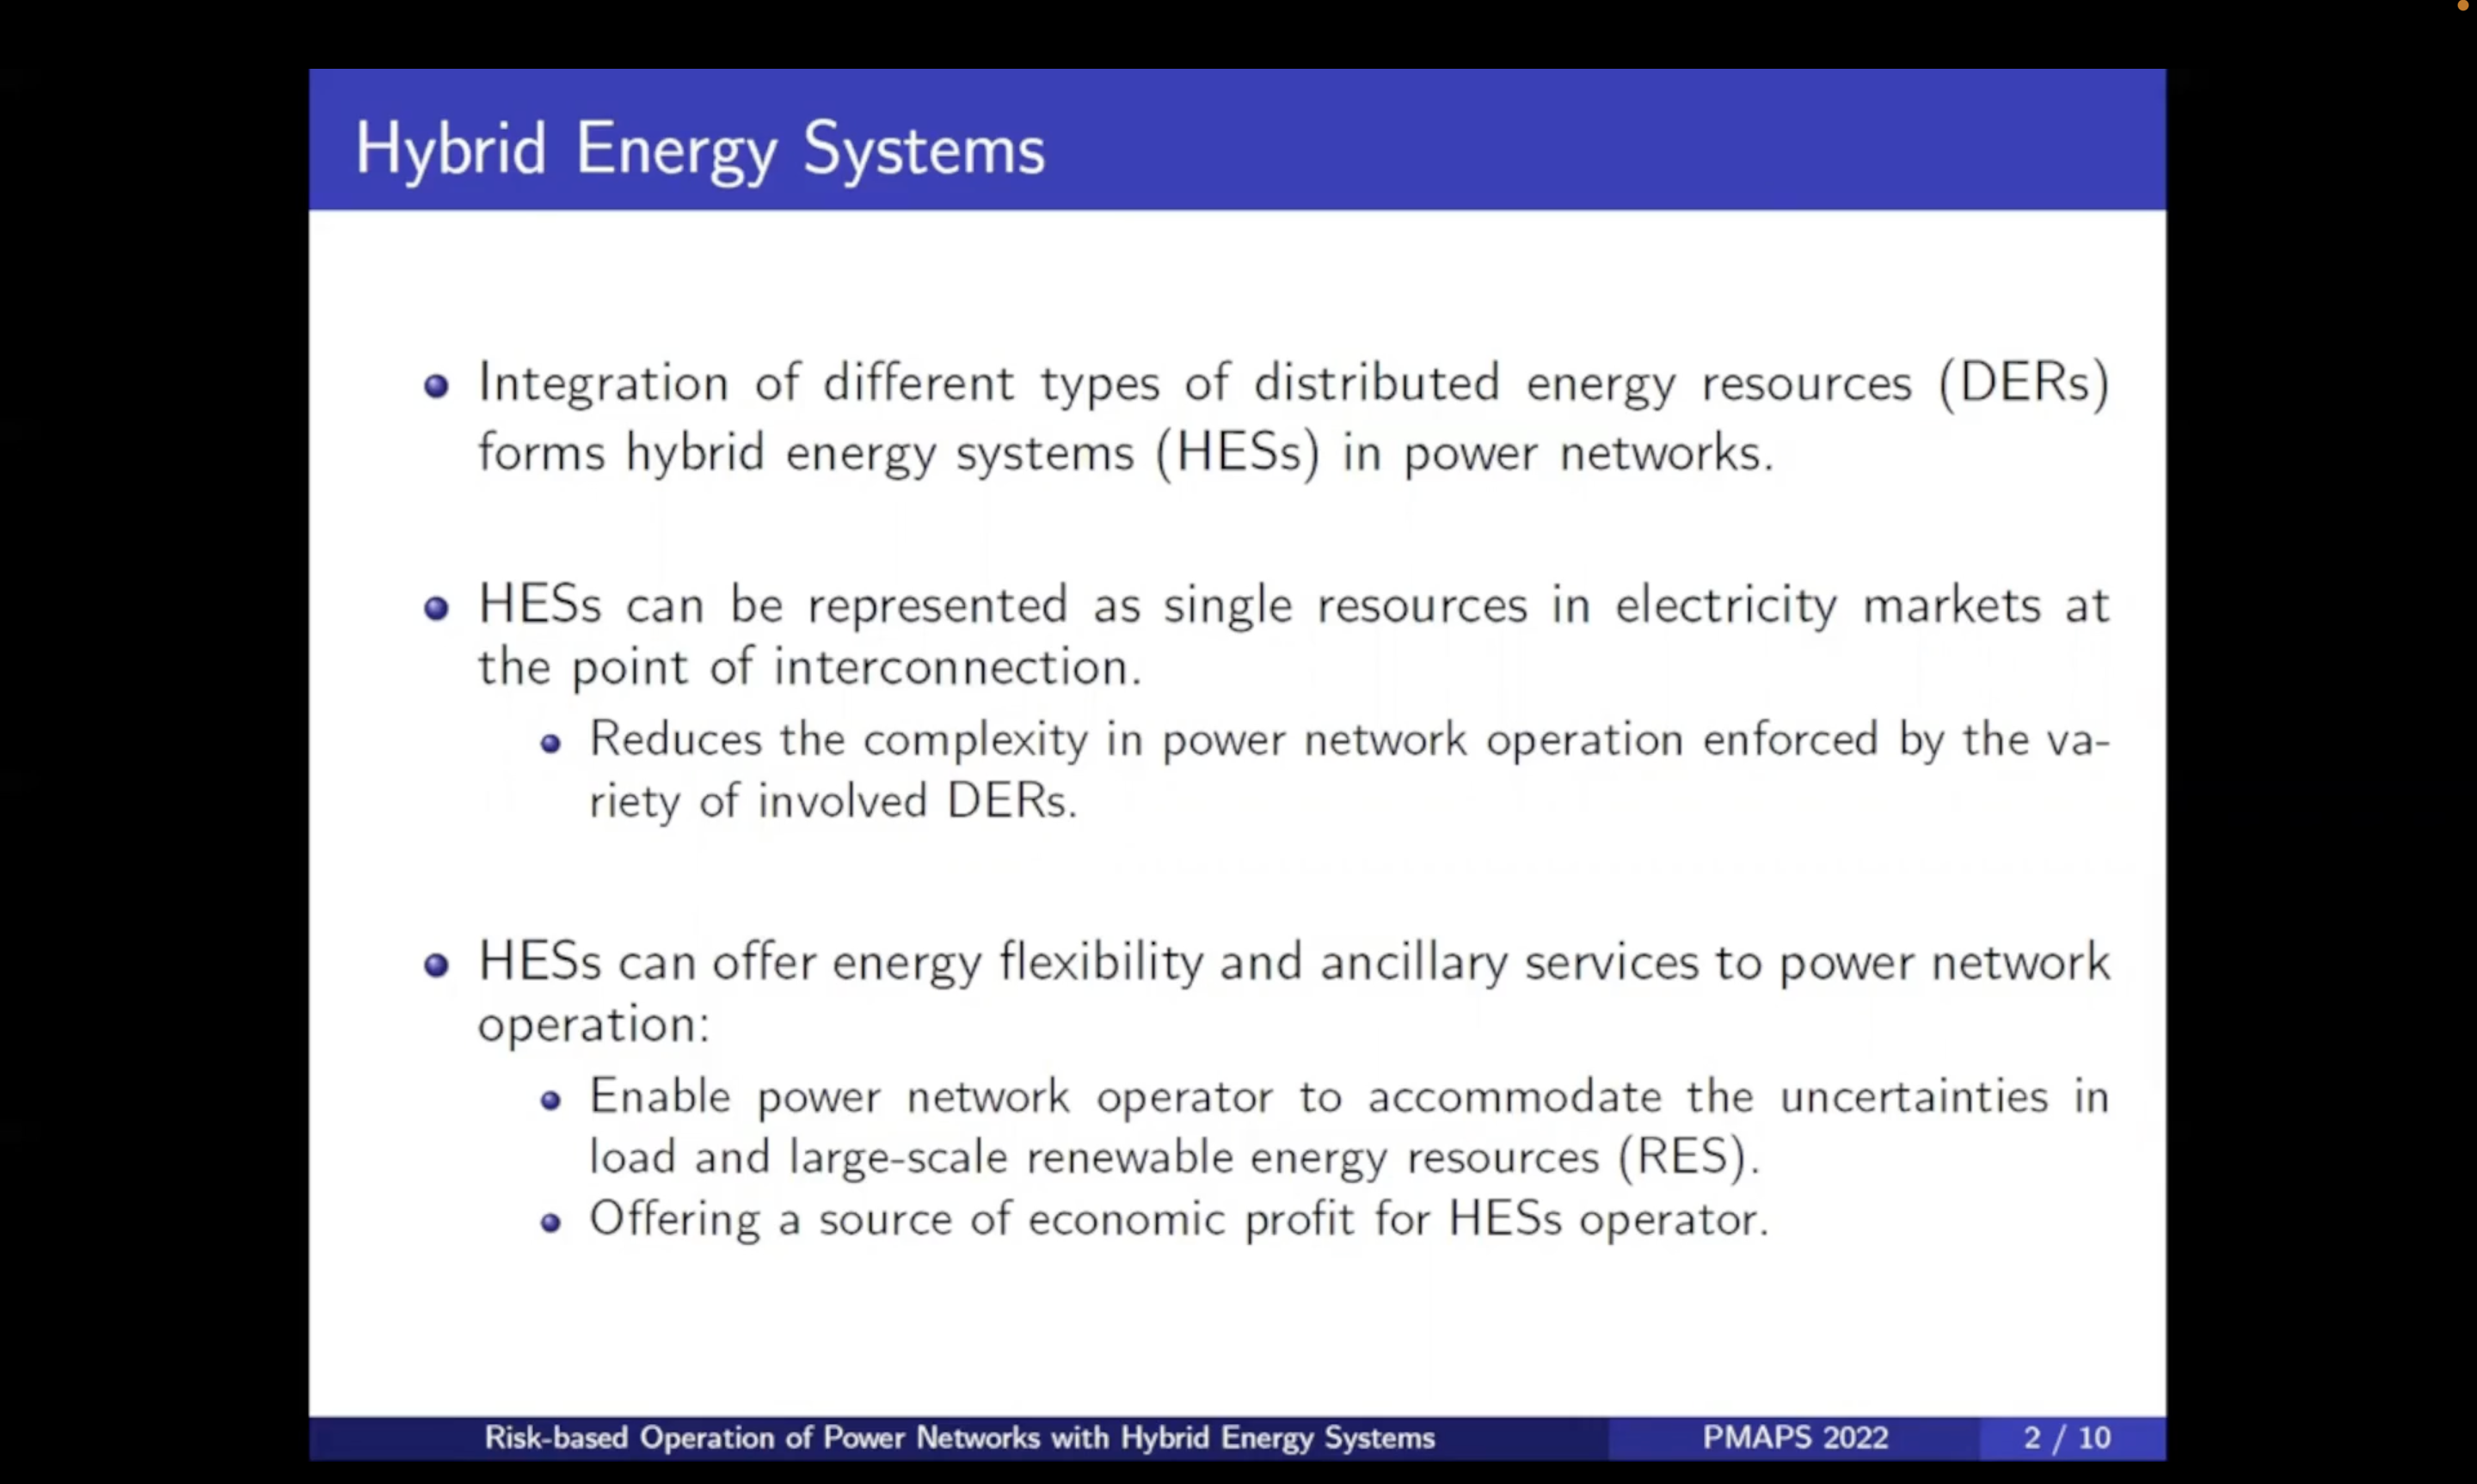 Hybrid Energy Systems
Integration of different types of distributed energy resources (DERs)
forms hybrid energy systems (HESs) in power networks.
HESs can be represented as single resources in electricity markets at
the point of interconnection.
Reduces the complexity in power network operation enforced by the va-
riety of involved DERs.
HESs can offer energy flexibility and ancillary services to power network
operation:
Enable power network operator to accommodate the uncertainties in
load and large-scale renewable energy resources (RES).
Offering a source of economic profit for HESs operator.
Risk-based Operation of Power Networks with Hybrid Energy Systems PMAPS 2022 2 / 10